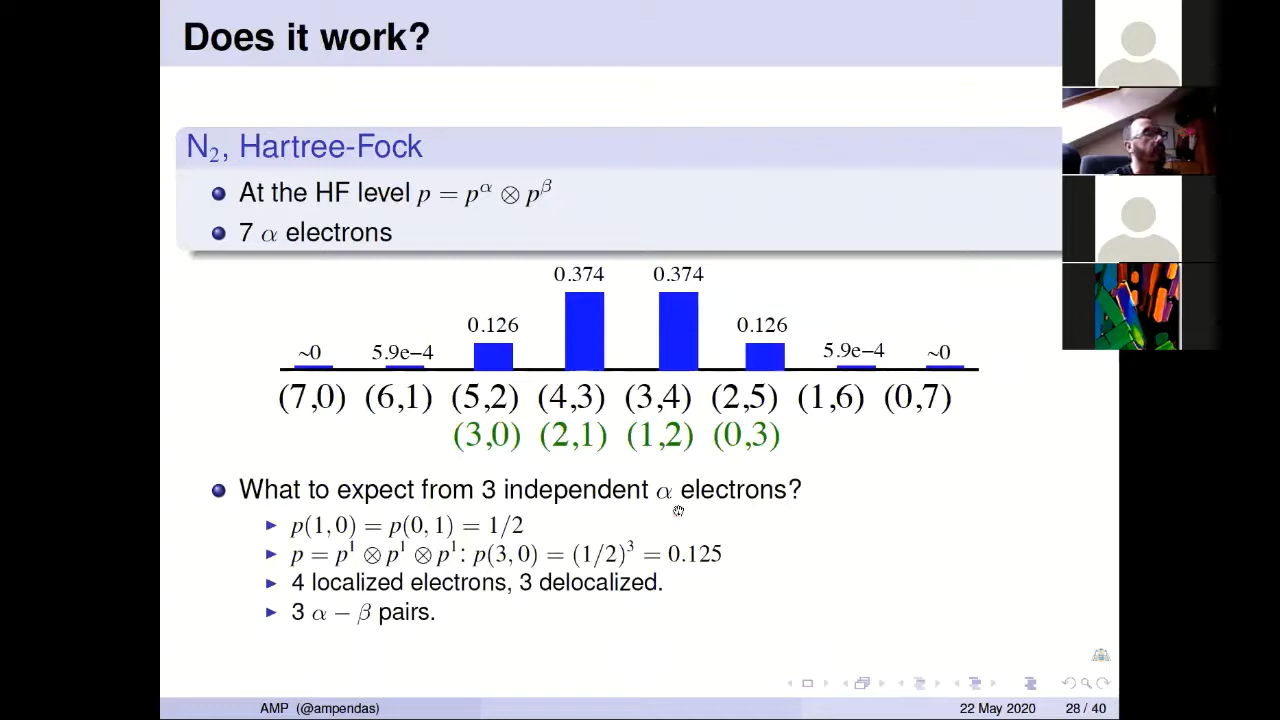 Does it work?
N₂, Hartree-Fock
At the HF level p = pᵅ ⊗ pᵝ
7 α electrons
0.374 0.374
0.126 0.126
~0 5.9e−4 5.9e−4 ~0
(7,0) (6,1) (5,2) (4,3) (3,4) (2,5) (1,6) (0,7)
(3,0) (2,1) (1,2) (0,3)
What to expect from 3 independent α electrons?
p(1, 0) = p(0, 1) = 1/2
p = p¹ ⊗ p¹ ⊗ p¹: p(3, 0) = (1/2)³ = 0.125
4 localized electrons, 3 delocalized.
3 α − β pairs.
AMP (@ampendas) 22 May 2020 28 / 40